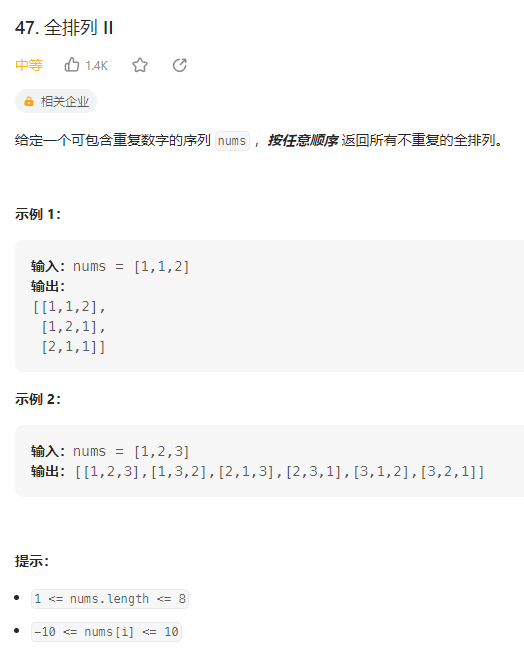 47. 全排列 II
中等 1.4K
相关企业
给定一个可包含重复数字的序列 nums ，按任意顺序 返回所有不重复的全排列。
示例 1：
输入：nums = [1,1,2]
输出：
[[1,1,2],
 [1,2,1],
 [2,1,1]]
示例 2：
输入：nums = [1,2,3]
输出：[[1,2,3],[1,3,2],[2,1,3],[2,3,1],[3,1,2],[3,2,1]]
提示：
• 1 <= nums.length <= 8
• -10 <= nums[i] <= 10